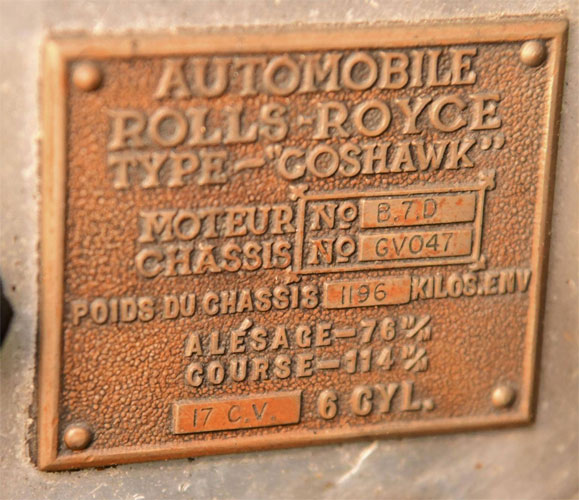 AUTOMOBILE
ROLLS-ROYCE
TYPE-"GOSHAWK"
MOTEUR No B.7.D
CHASSIS No GV047
POIDS DU CHASSIS 1196 KILOS.ENV
ALÉSAGE-76 M/M
COURSE-114 M/M
17 C.V. 6 CYL.